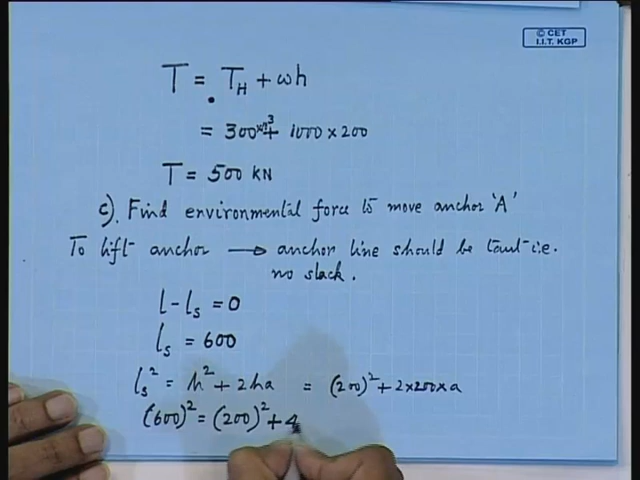 © CET
I.I.T. KGP
T = T_H + ωh
= 300×10³ + 1000 × 200
T = 500 KN
c). Find environmental force to move anchor 'A'
To lift anchor → anchor line should be taut i.e.
no slack.
l - l_s = 0
l_s = 600
l_s² = h² + 2ha = (200)² + 2×200×a
(600)² = (200)² + 4